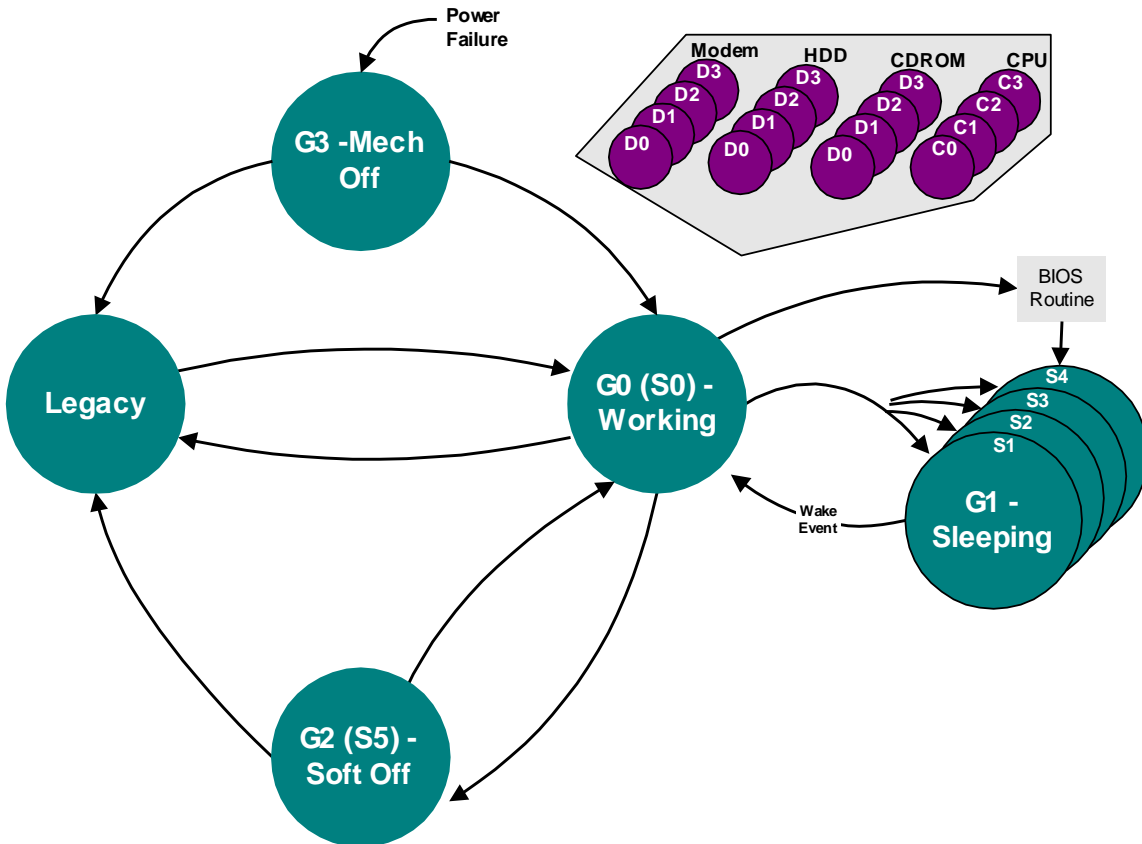 Power
Failure
G3 -Mech
Off
Modem
D3
D2
D1
D0
HDD
D3
D2
D1
D0
CDROM
D3
D2
D1
D0
CPU
C3
C2
C1
C0
BIOS
Routine
Legacy
G0 (S0) -
Working
S4
S3
S2
S1
G1 -
Sleeping
Wake
Event
G2 (S5) -
Soft Off